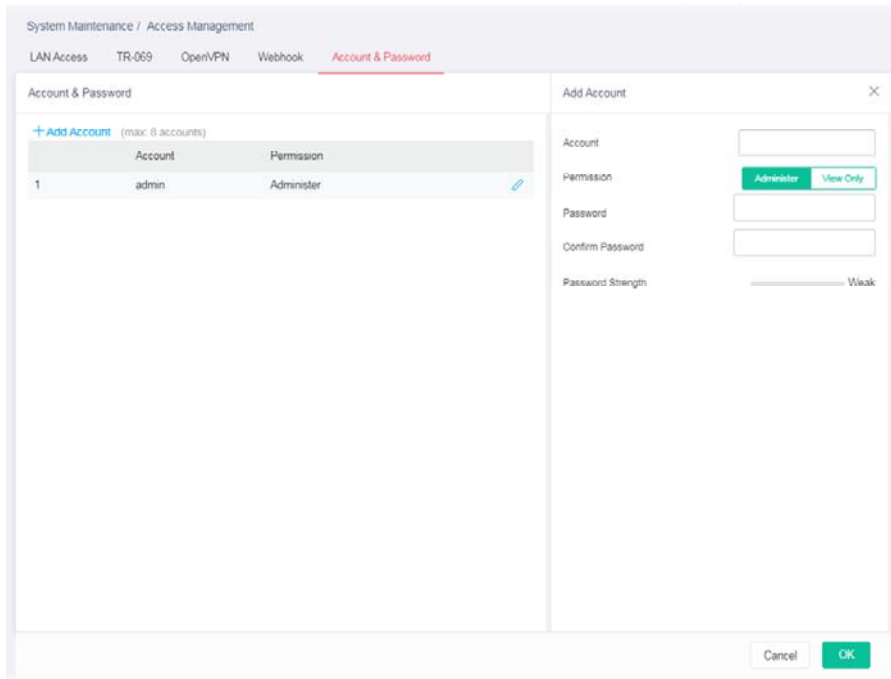 System Maintenance / Access Management
LAN Access TR-069 OpenVPN Webhook Account & Password
Account & Password
+ Add Account (max: 8 accounts)
Account Permission
1 admin Administer
Add Account
Account
Permission Administer View Only
Password
Confirm Password
Password Strength Weak
Cancel OK